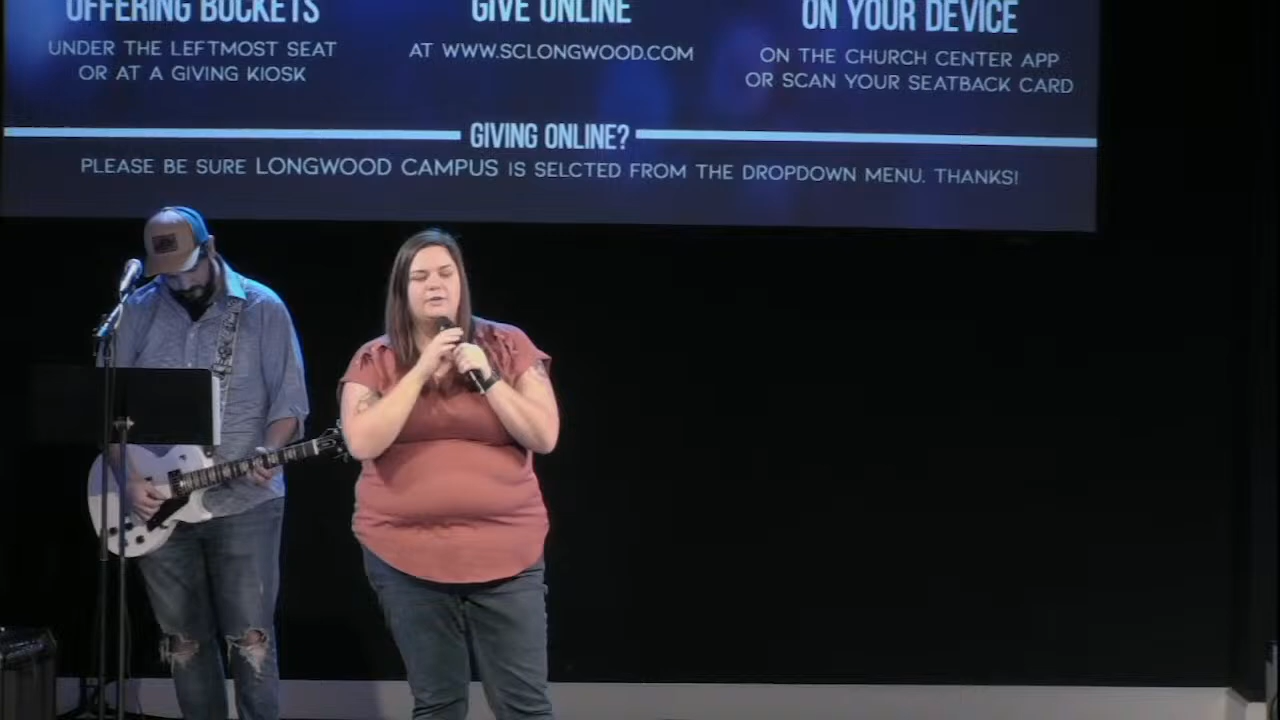 OFFERING BUCKETS
UNDER THE LEFTMOST SEAT
OR AT A GIVING KIOSK
GIVE ONLINE
AT WWW.SCLONGWOOD.COM
ON YOUR DEVICE
ON THE CHURCH CENTER APP
OR SCAN YOUR SEATBACK CARD
GIVING ONLINE?
PLEASE BE SURE LONGWOOD CAMPUS IS SELCTED FROM THE DROPDOWN MENU. THANKS!